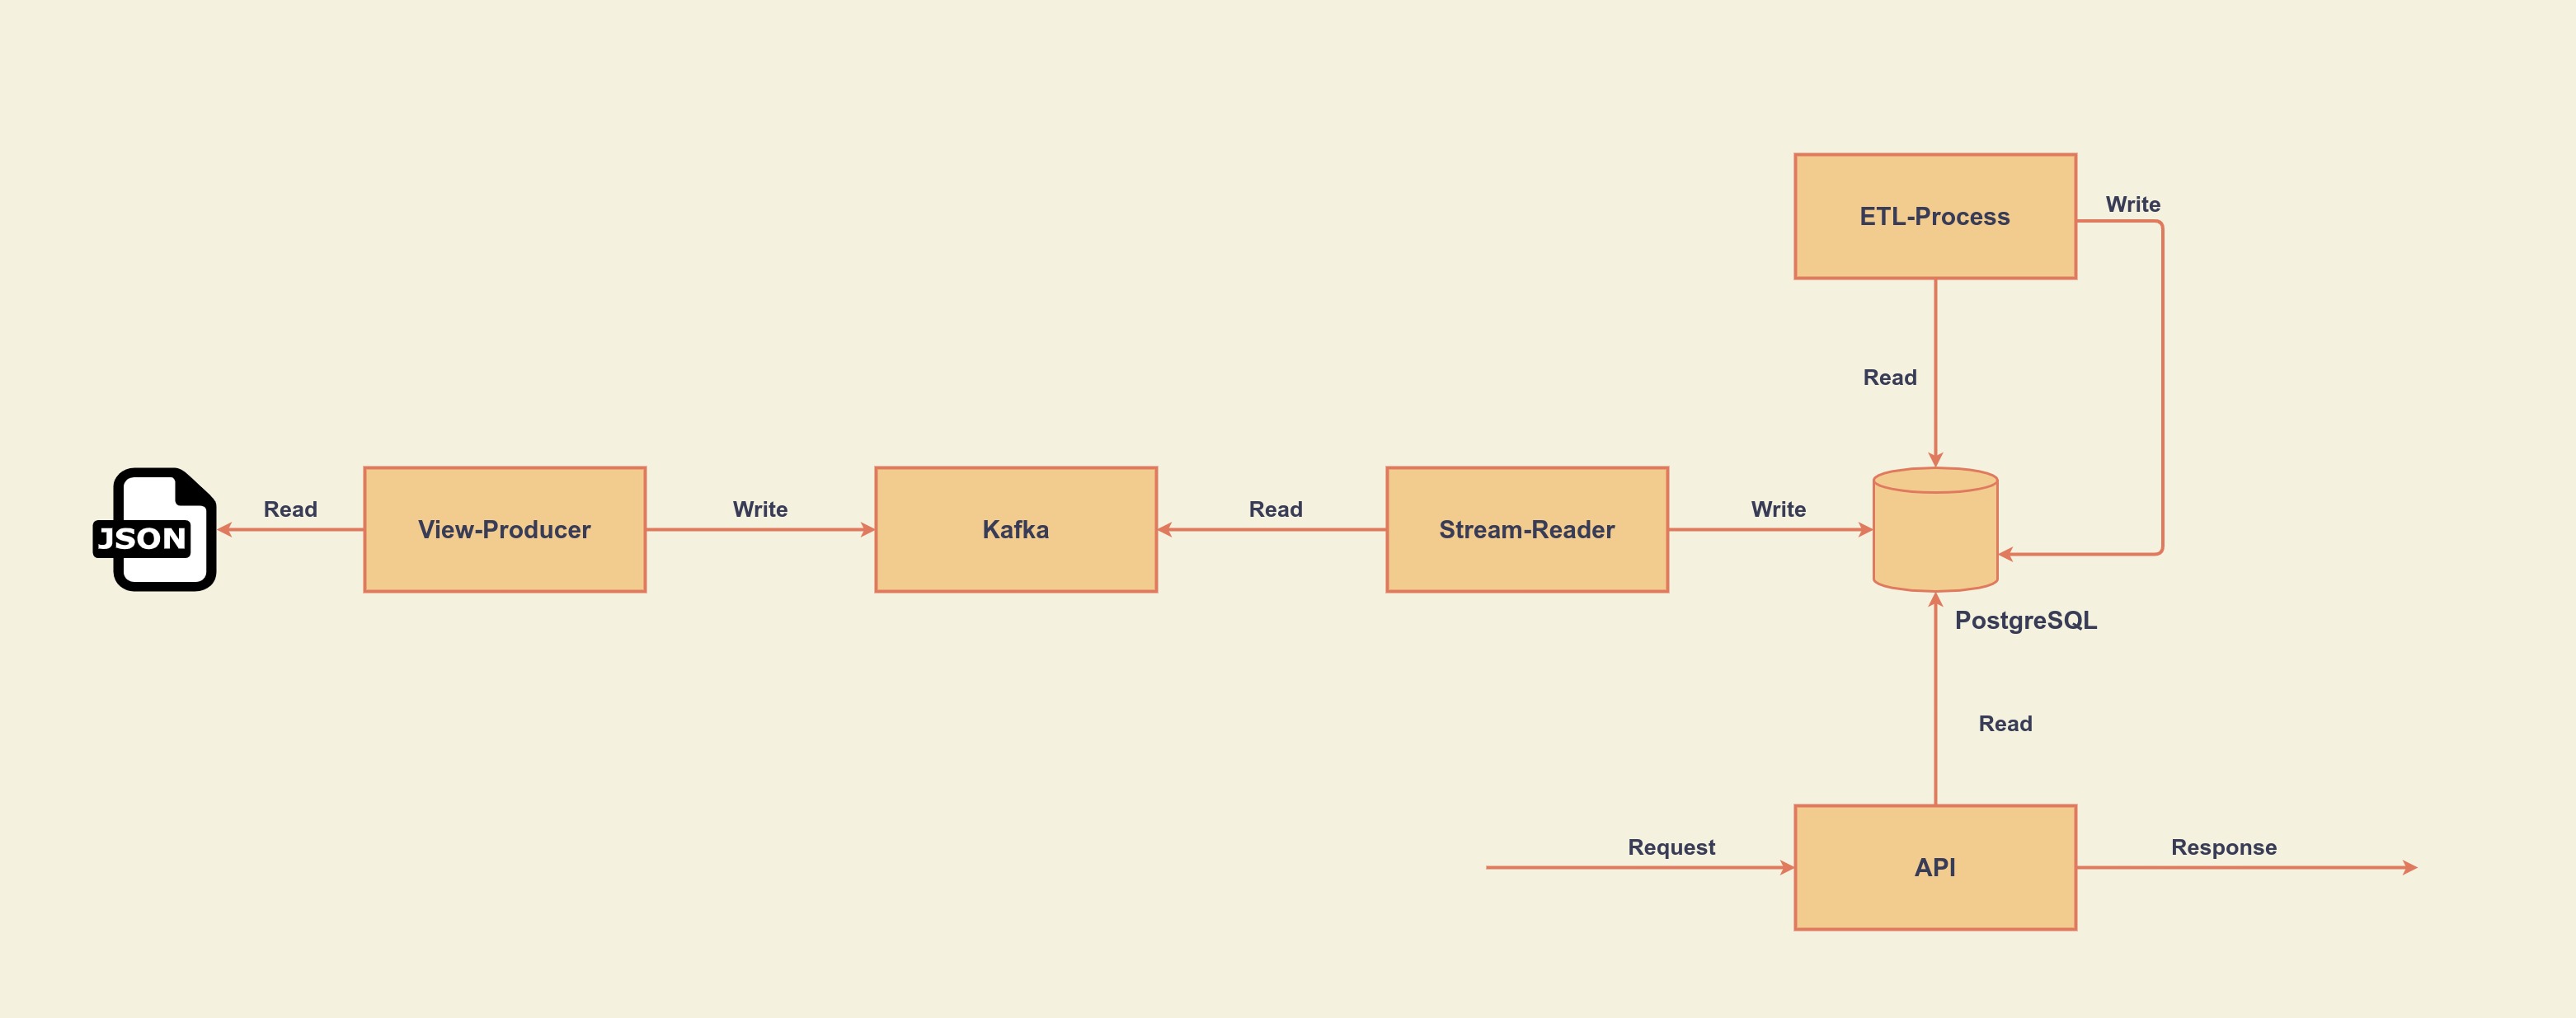 ETL-Process
Write
Read
JSON
Read
View-Producer
Write
Kafka
Read
Stream-Reader
Write
PostgreSQL
Read
Request
API
Response